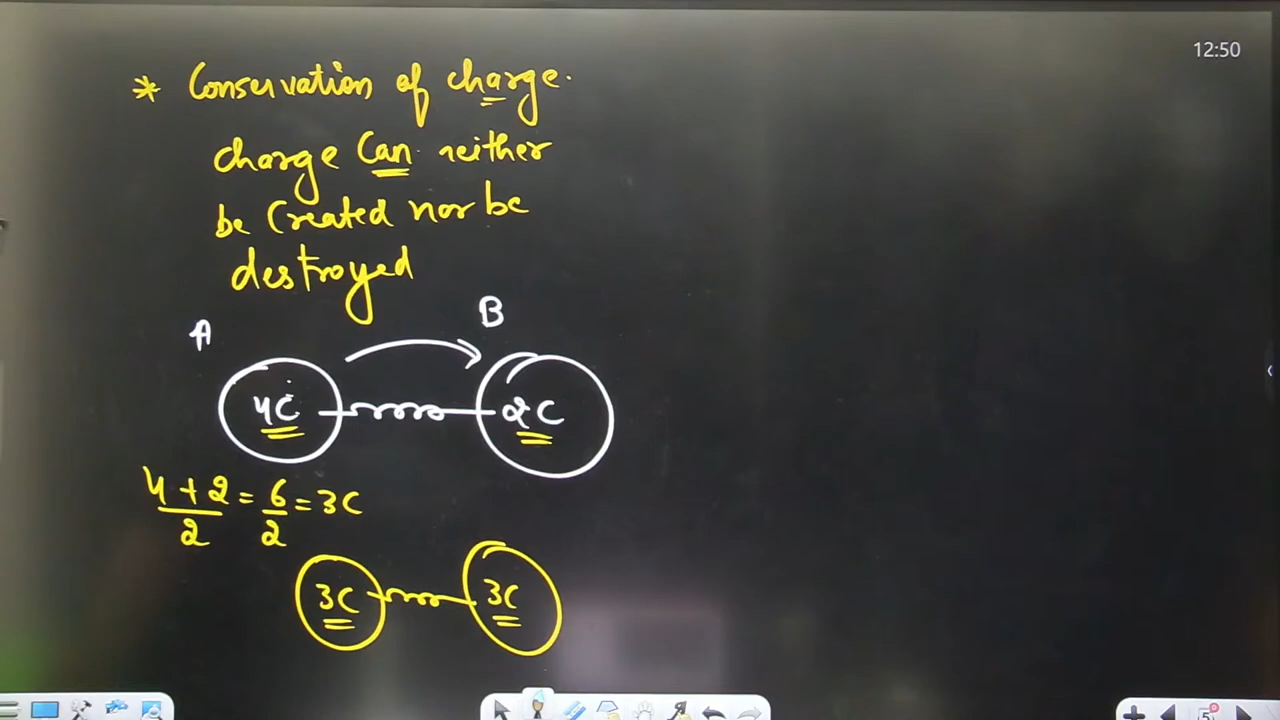 12:50
* Conservation of charge.
charge Can neither
be Created nor be
destroyed
A B
4C 2C
4+2/2 = 6/2 = 3C
3C 3C
5